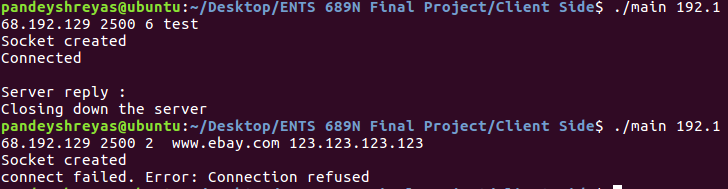 pandeyshreyas@ubuntu:~/Desktop/ENTS 689N Final Project/Client Side$ ./main 192.1
68.192.129 2500 6 test
Socket created
Connected

Server reply :
Closing down the server
pandeyshreyas@ubuntu:~/Desktop/ENTS 689N Final Project/Client Side$ ./main 192.1
68.192.129 2500 2  www.ebay.com 123.123.123.123
Socket created
connect failed. Error: Connection refused